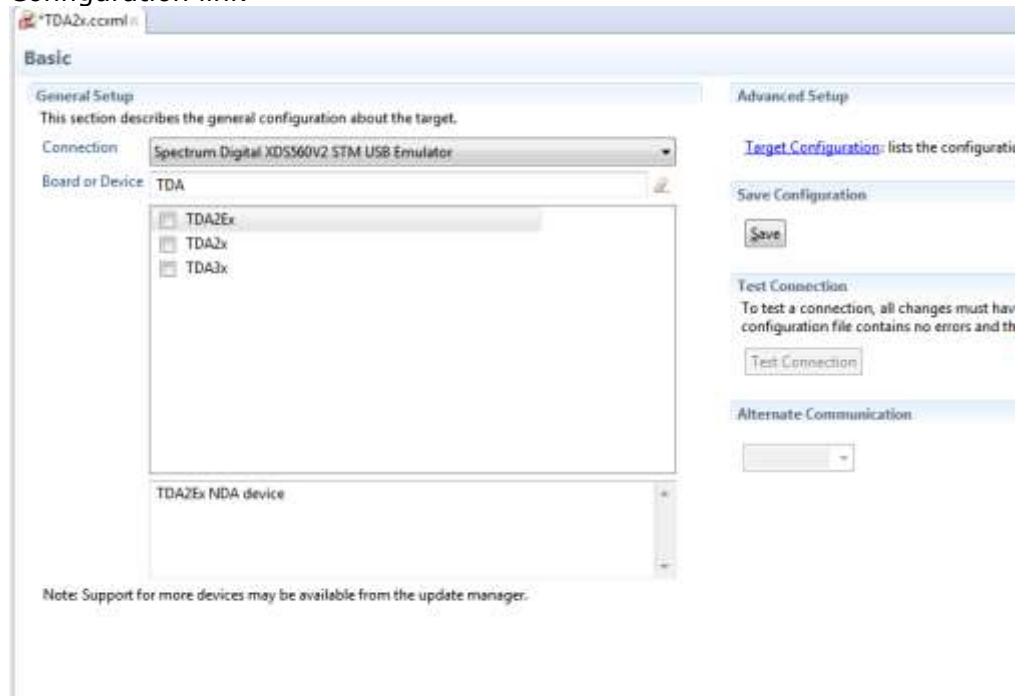 Configuration link
*TDA2x.ccxml
Basic
General Setup
This section describes the general configuration about the target.
Connection
Spectrum Digital XDS560V2 STM USB Emulator
Board or Device
TDA
TDA2Ex
TDA2x
TDA3x
TDA2Ex NDA device
Note: Support for more devices may be available from the update manager.
Advanced Setup
Target Configuration: lists the configurati
Save Configuration
Save
Test Connection
To test a connection, all changes must hav
configuration file contains no errors and th
Test Connection
Alternate Communication